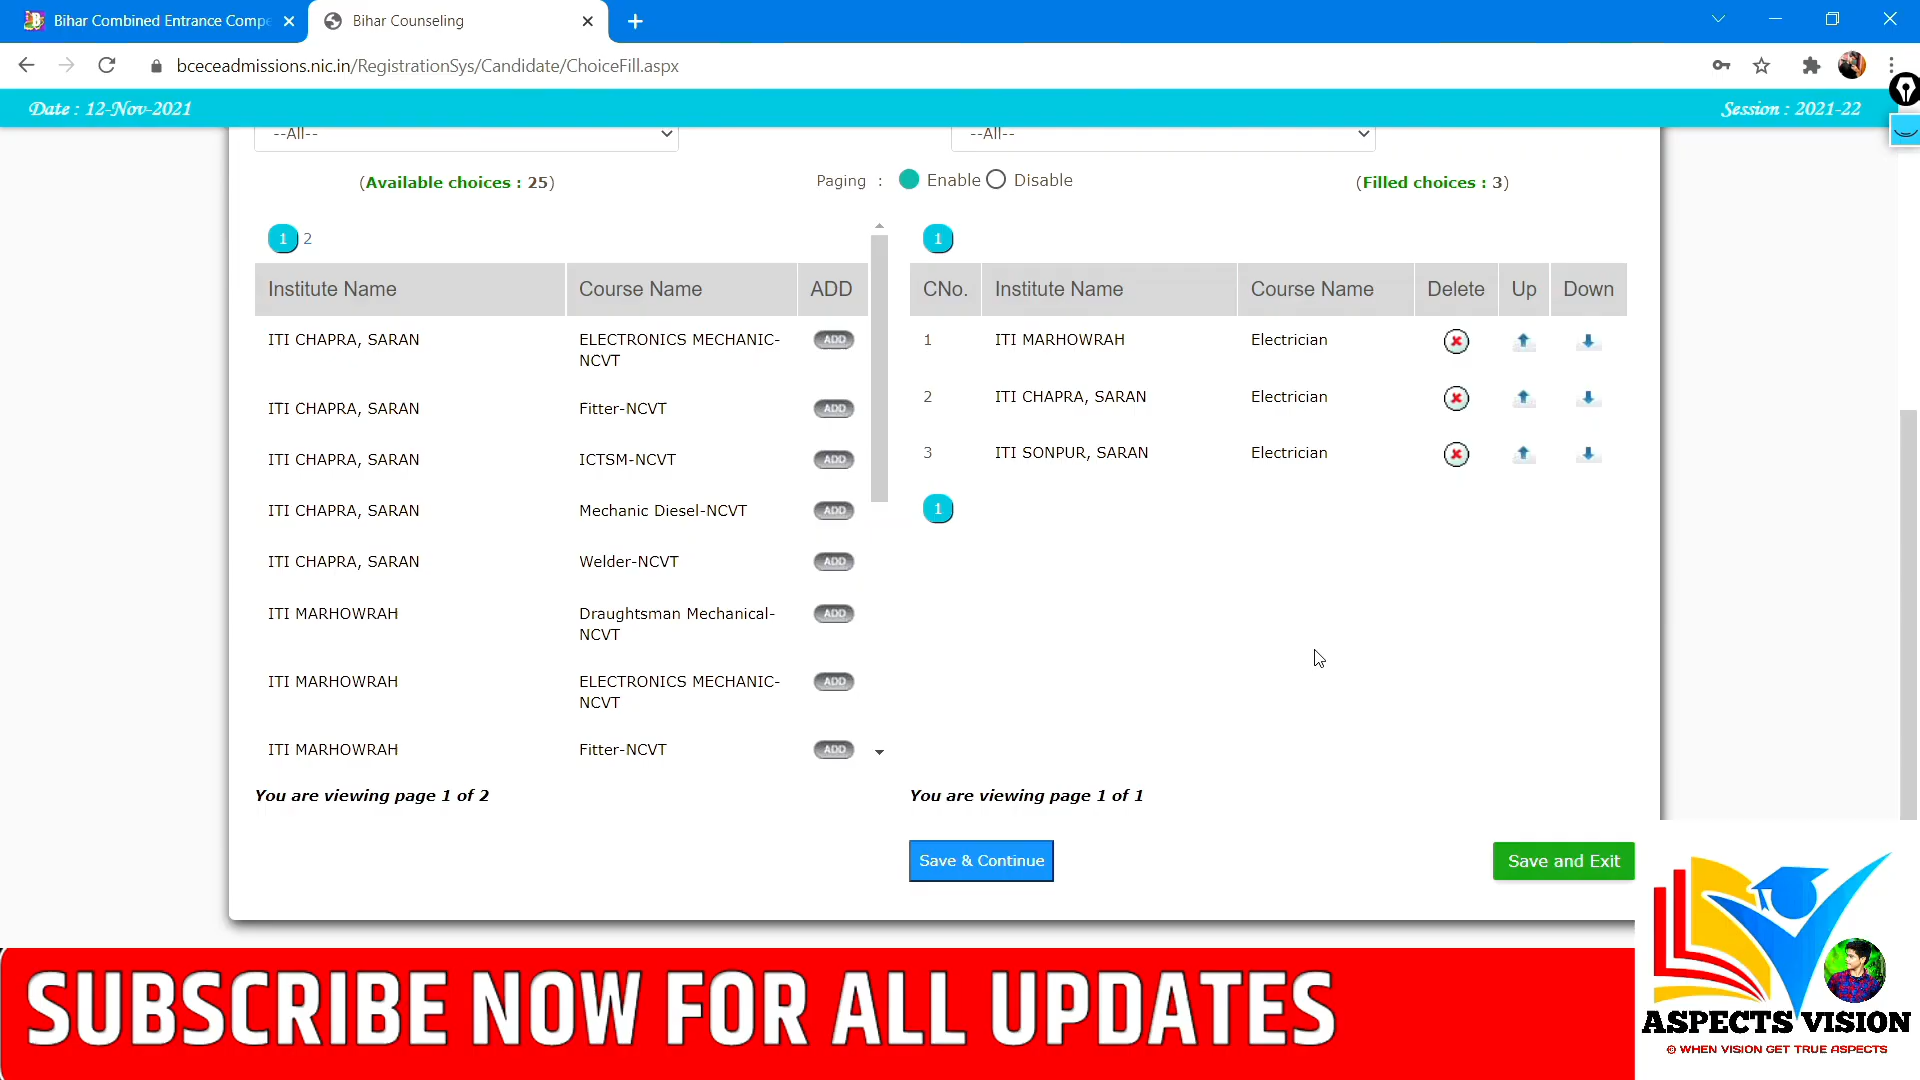 Bihar Combined Entrance Compe
Bihar Counseling
bceceadmissions.nic.in/RegistrationSys/Candidate/ChoiceFill.aspx
Date : 12-Nov-2021
Session : 2021-22
--All--
--All--
(Available choices : 25)
Paging : Enable Disable
(Filled choices : 3)
1 2
1
Institute Name Course Name ADD
CNo. Institute Name Course Name Delete Up Down
ITI CHAPRA, SARAN ELECTRONICS MECHANIC-
NCVT ADD
ITI CHAPRA, SARAN Fitter-NCVT ADD
ITI CHAPRA, SARAN ICTSM-NCVT ADD
ITI CHAPRA, SARAN Mechanic Diesel-NCVT ADD
ITI CHAPRA, SARAN Welder-NCVT ADD
ITI MARHOWRAH Draughtsman Mechanical-
NCVT ADD
ITI MARHOWRAH ELECTRONICS MECHANIC-
NCVT ADD
ITI MARHOWRAH Fitter-NCVT ADD
1 ITI MARHOWRAH Electrician
2 ITI CHAPRA, SARAN Electrician
3 ITI SONPUR, SARAN Electrician
1
You are viewing page 1 of 2
You are viewing page 1 of 1
Save & Continue
Save and Exit
SUBSCRIBE NOW FOR ALL UPDATES
ASPECTS VISION
© WHEN VISION GET TRUE ASPECTS